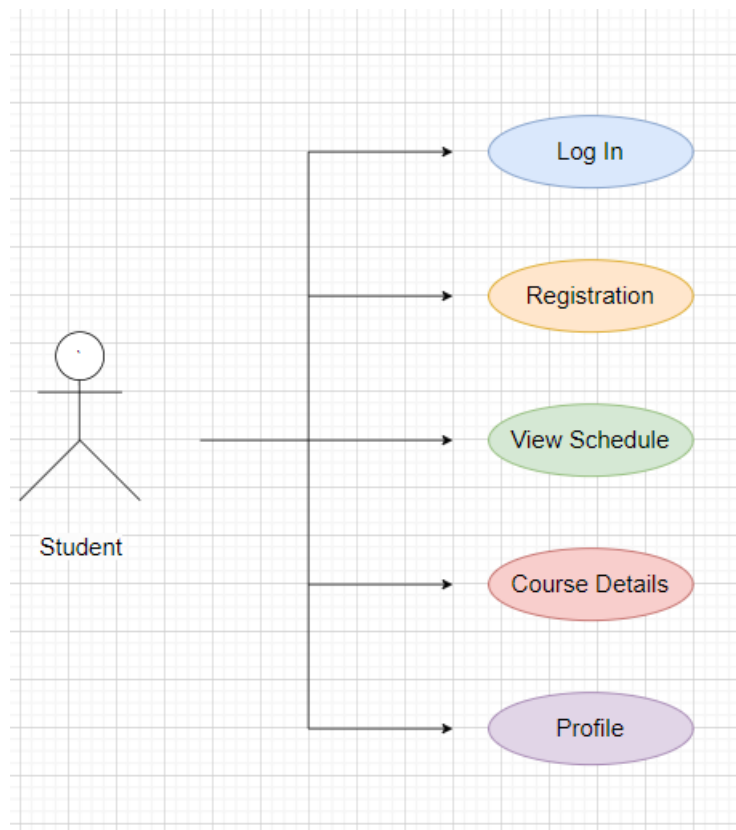 Log In
Registration
View Schedule
Student
Course Details
Profile